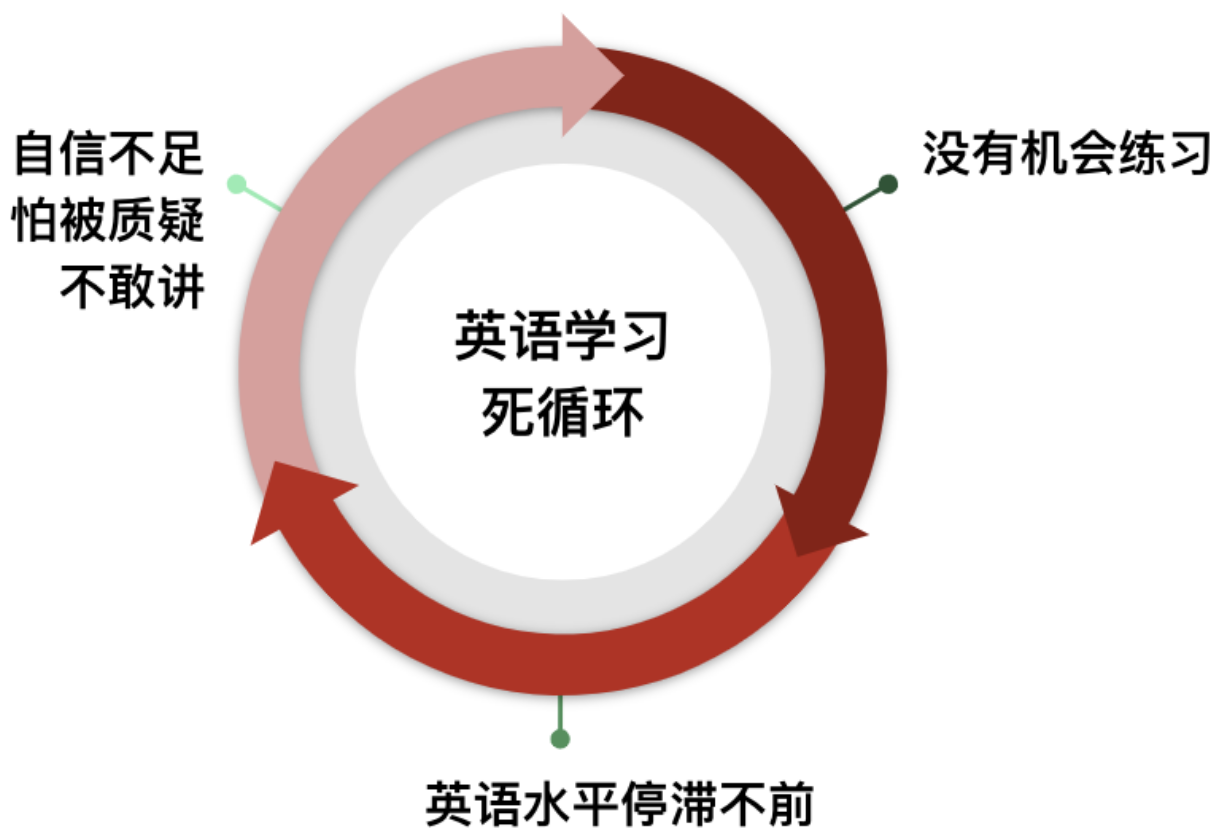 自信不足
怕被质疑
不敢讲
没有机会练习
英语学习
死循环
英语水平停滞不前